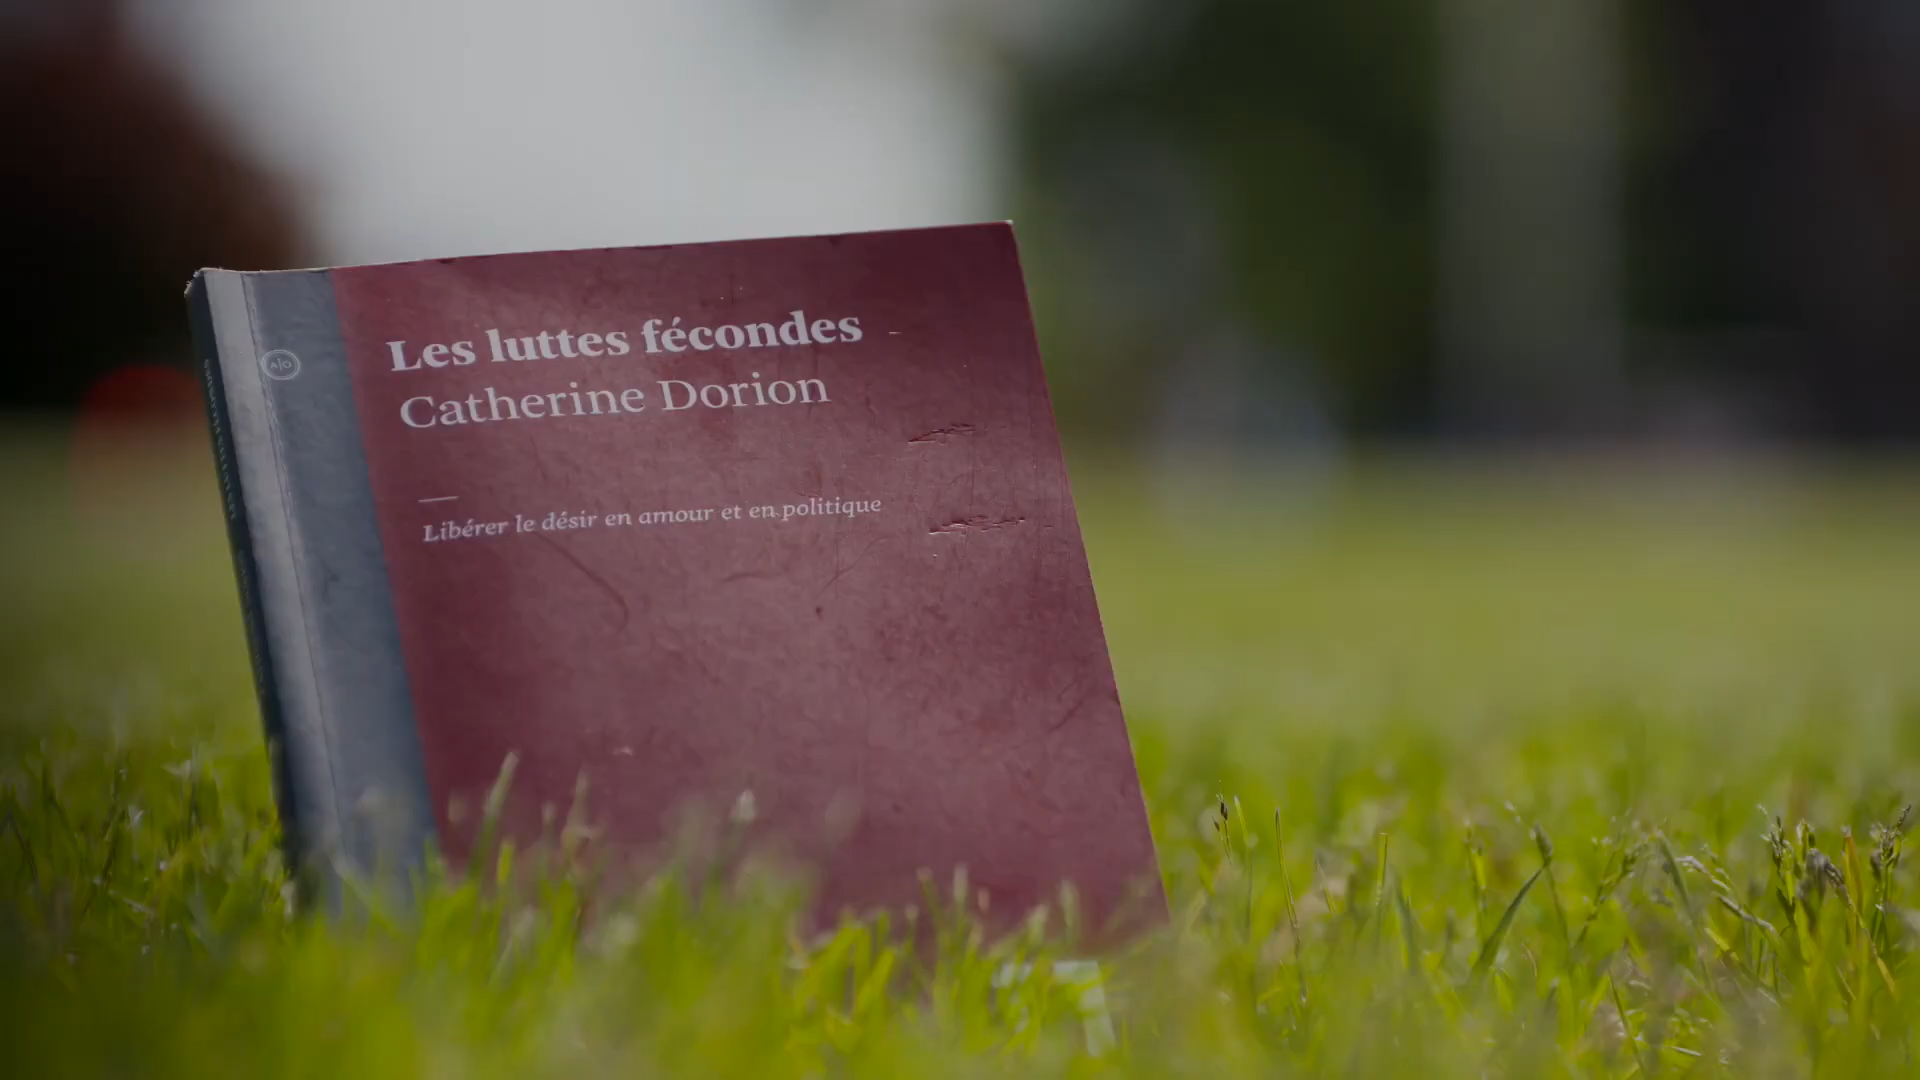 Les luttes fécondes
Catherine Dorion
Libérer le désir en amour et en politique
A|O